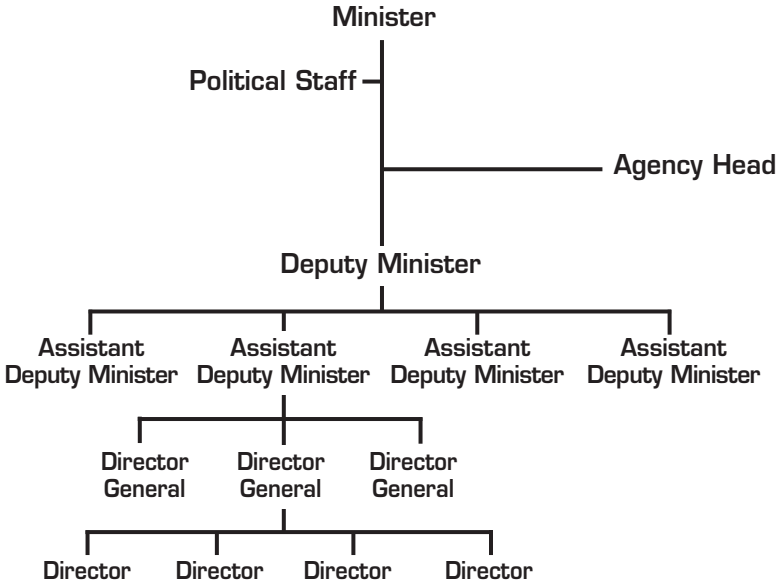 Minister
Political Staff
Agency Head
Deputy Minister
Assistant
Deputy Minister
Assistant
Deputy Minister
Assistant
Deputy Minister
Assistant
Deputy Minister
Director
General
Director
General
Director
General
Director
Director
Director
Director